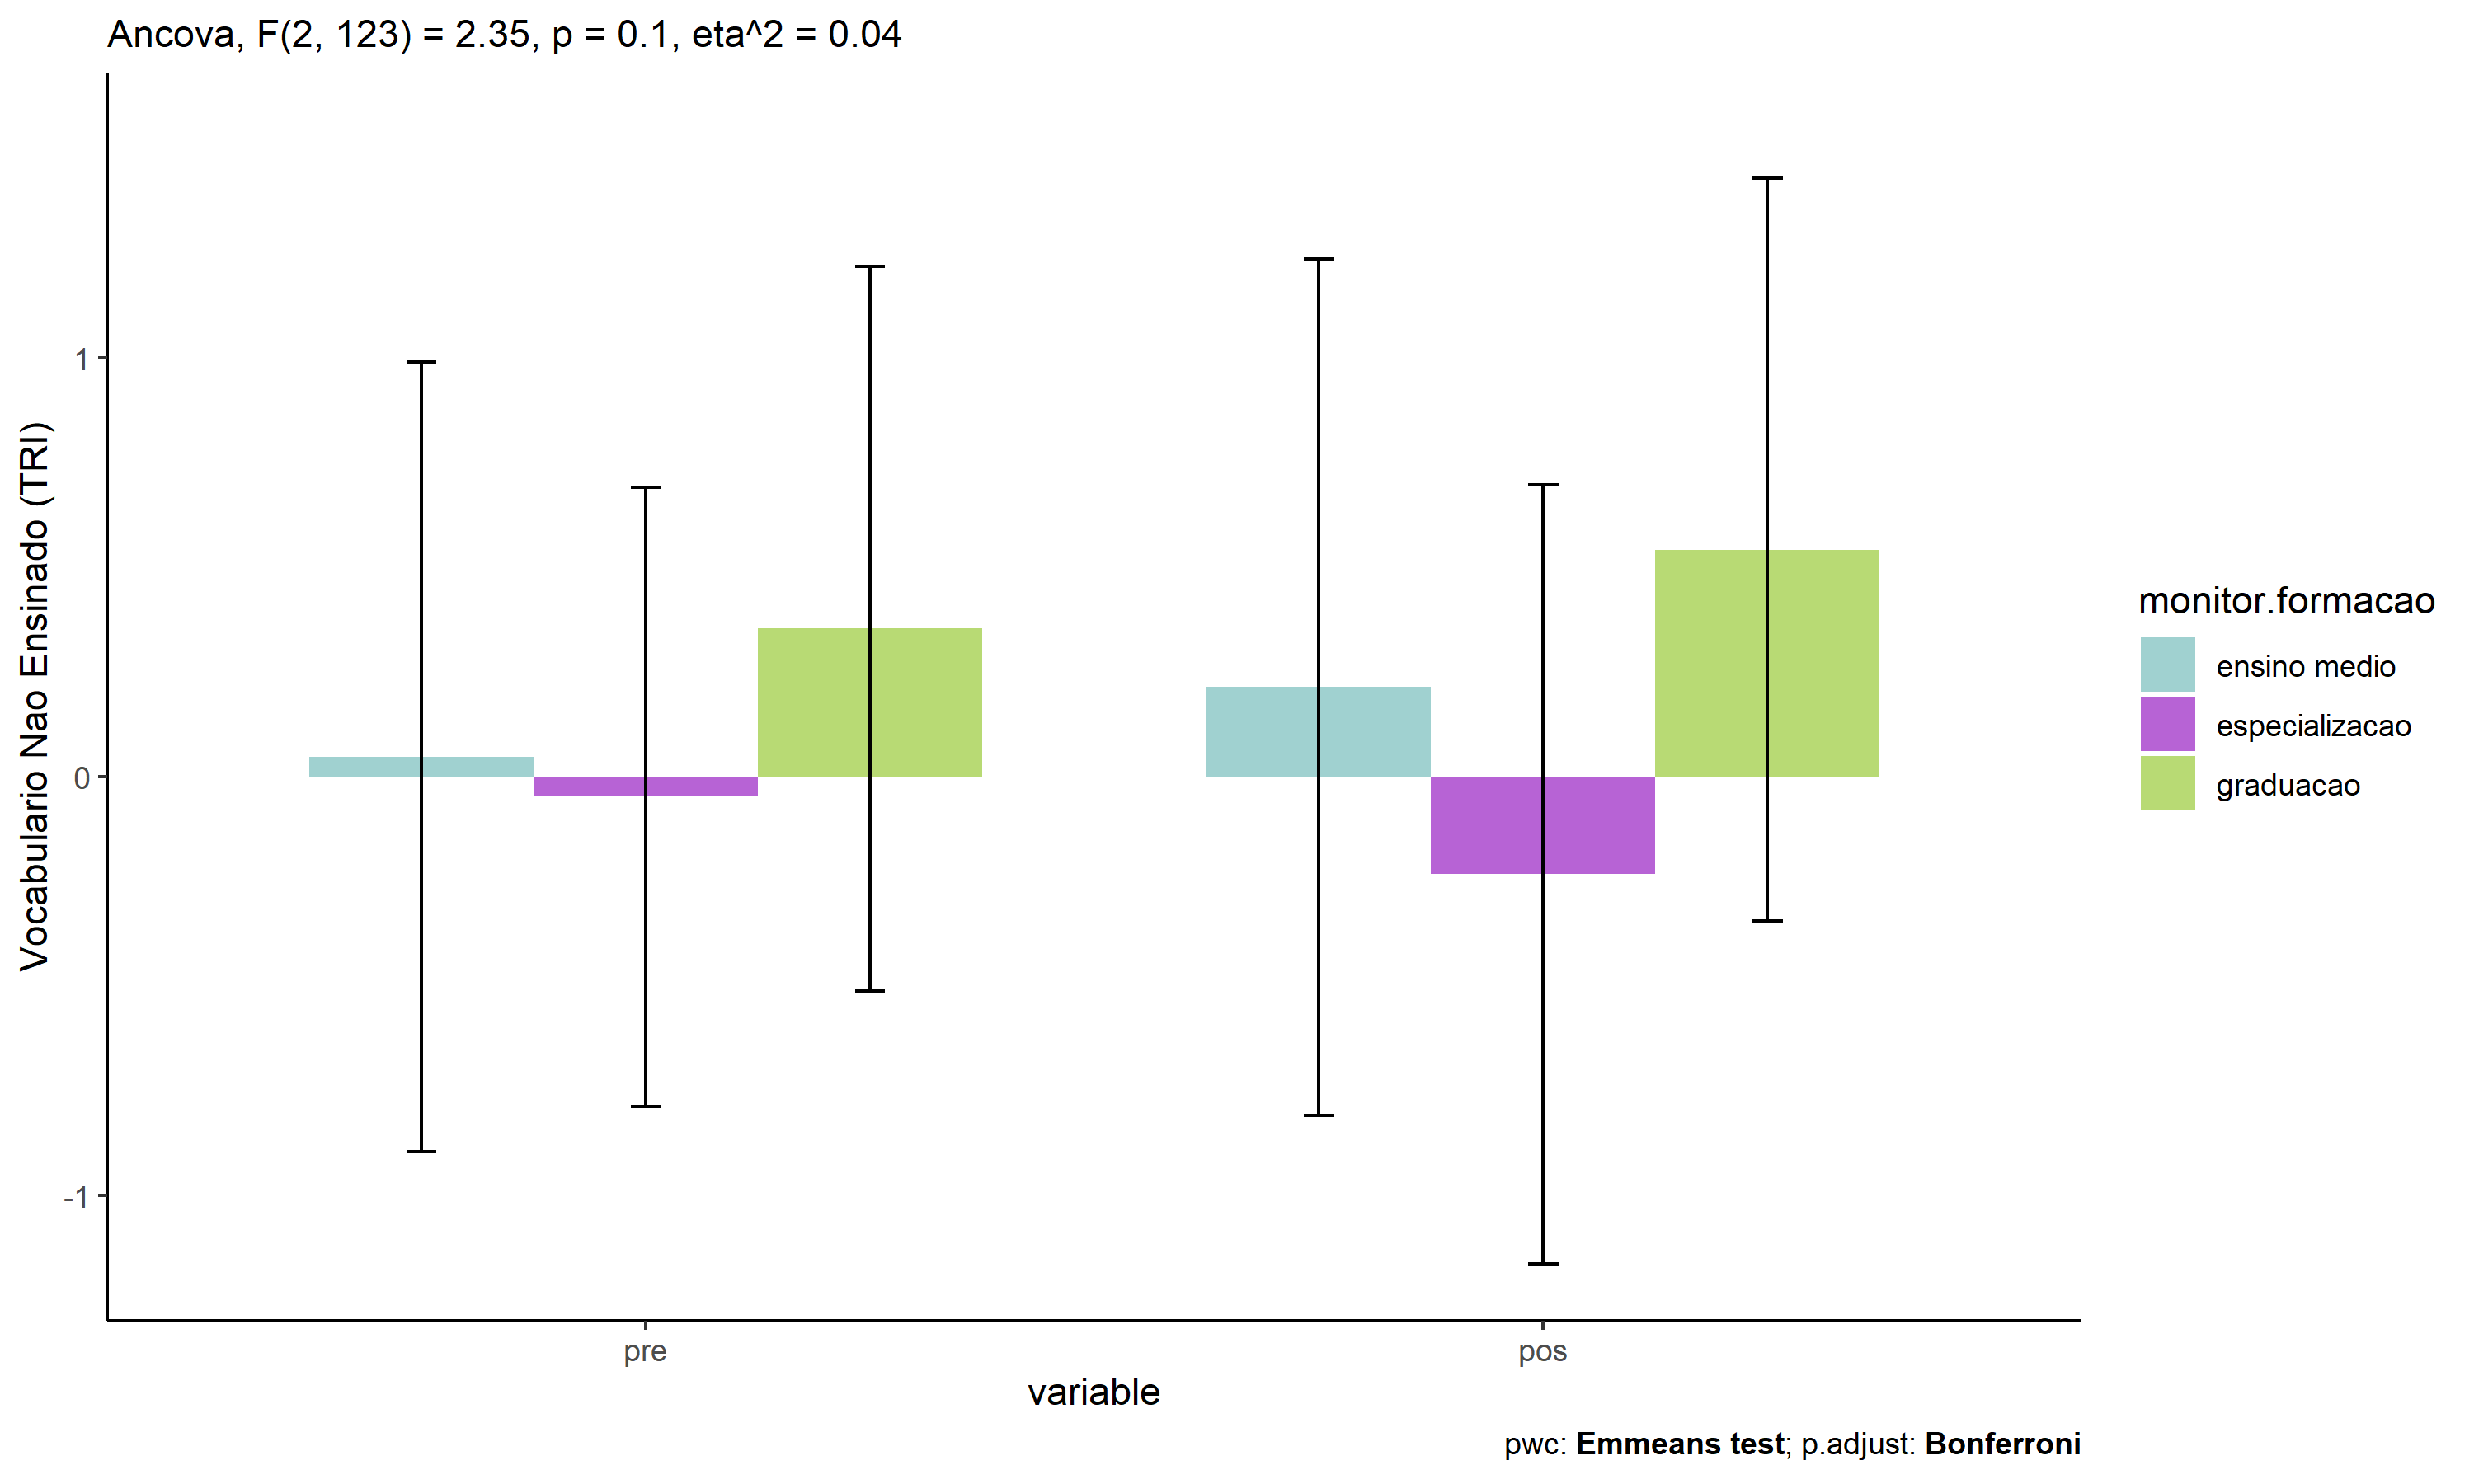 Ancova, F(2, 123) = 2.35, p = 0.1, eta^2 = 0.04
Vocabulario Nao Ensinado (TRI)
1
0
-1
pre
pos
variable
monitor.formacao
ensino medio
especializacao
graduacao
pwc: Emmeans test; p.adjust: Bonferroni